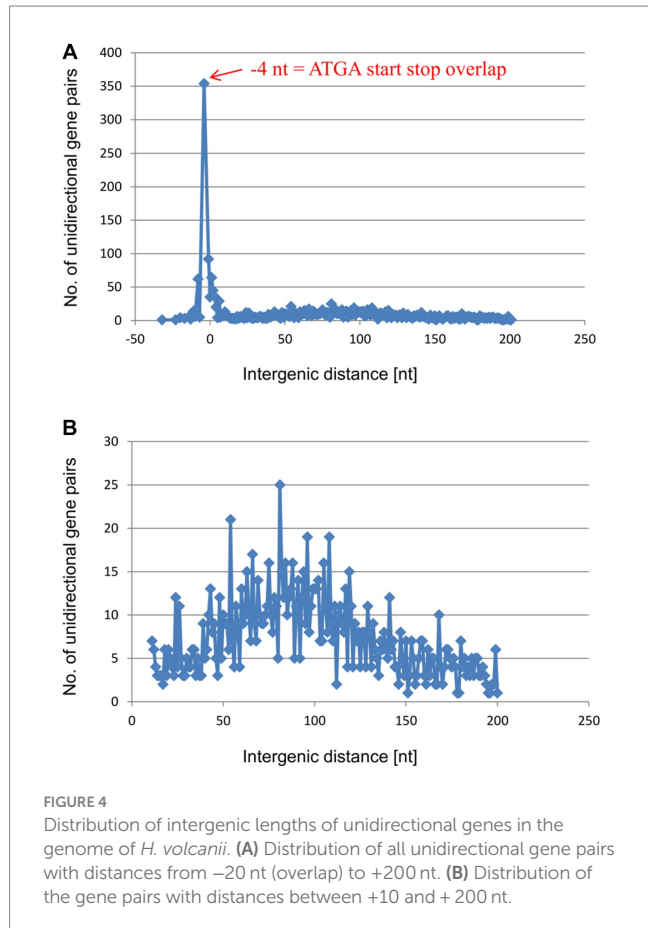 A
-4 nt = ATGA start stop overlap
No. of unidirectional gene pairs
400
350
300
250
200
150
100
50
0
-50
0
50
100
150
200
250
Intergenic distance [nt]
B
No. of unidirectional gene pairs
30
25
20
15
10
5
0
0
50
100
150
200
250
Intergenic distance [nt]
FIGURE 4
Distribution of intergenic lengths of unidirectional genes in the
genome of H. volcanii. (A) Distribution of all unidirectional gene pairs
with distances from −20 nt (overlap) to +200 nt. (B) Distribution of
the gene pairs with distances between +10 and + 200 nt.